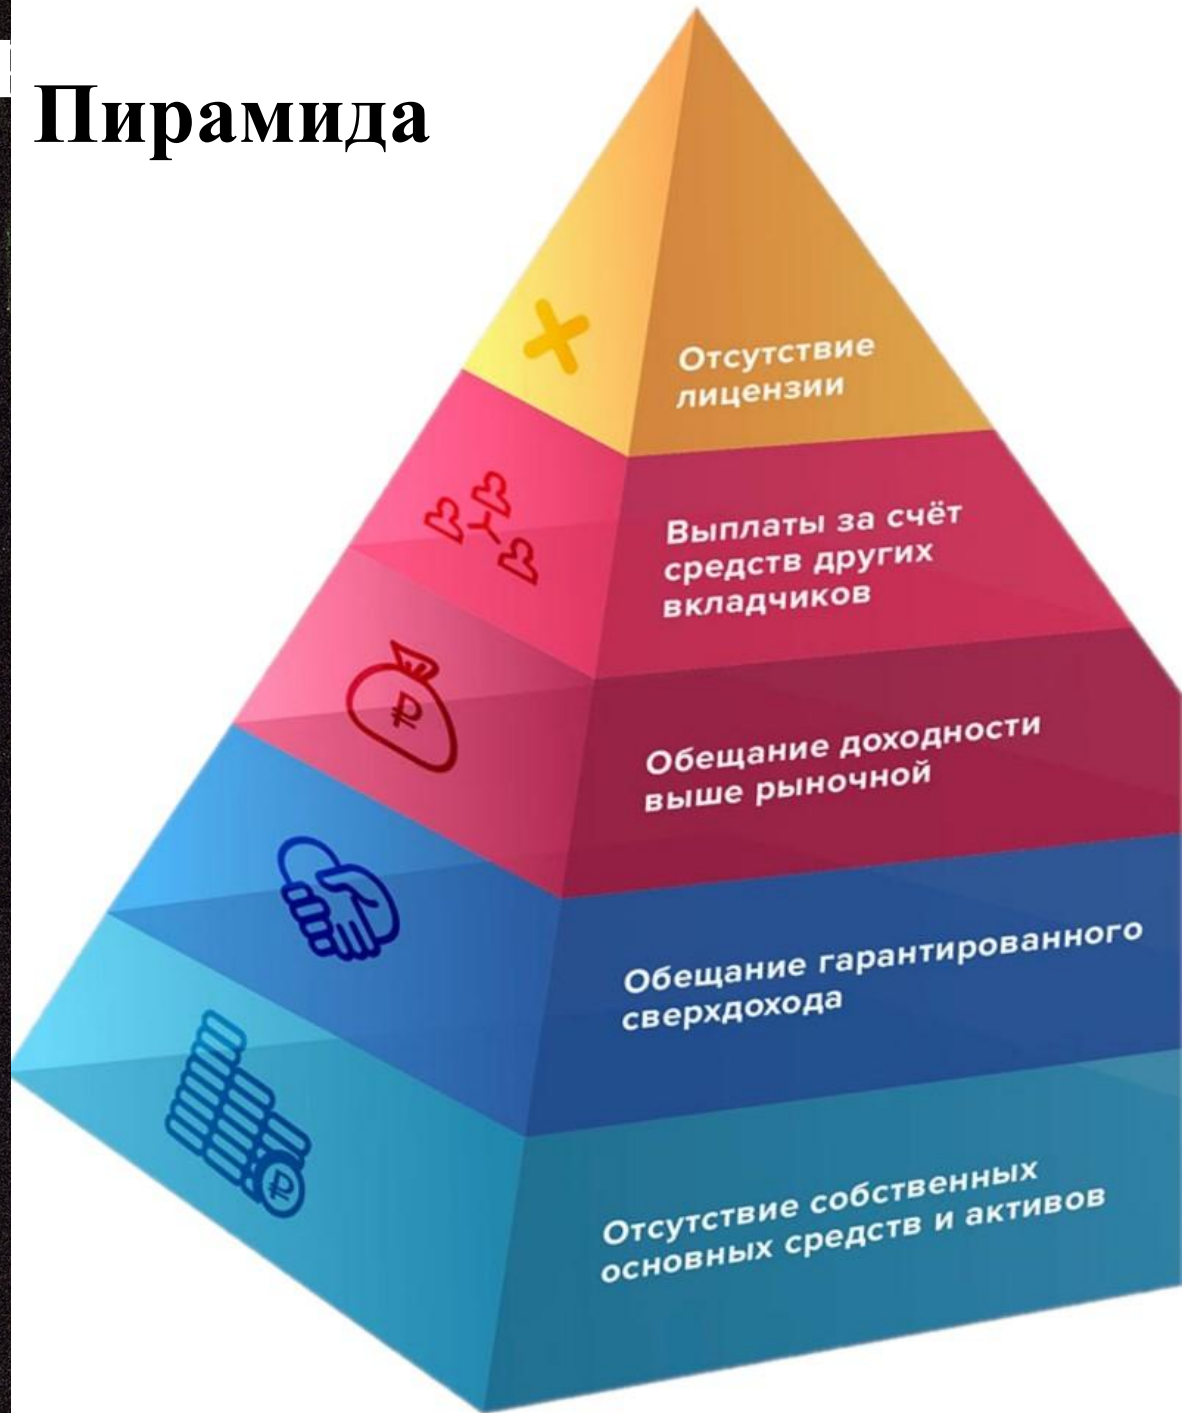 Пирамида
Отсутствие
лицензии
Выплаты за счёт
средств других
вкладчиков
Обещание доходности
выше рыночной
Обещание гарантированного
сверхдохода
Отсутствие собственных
основных средств и активов